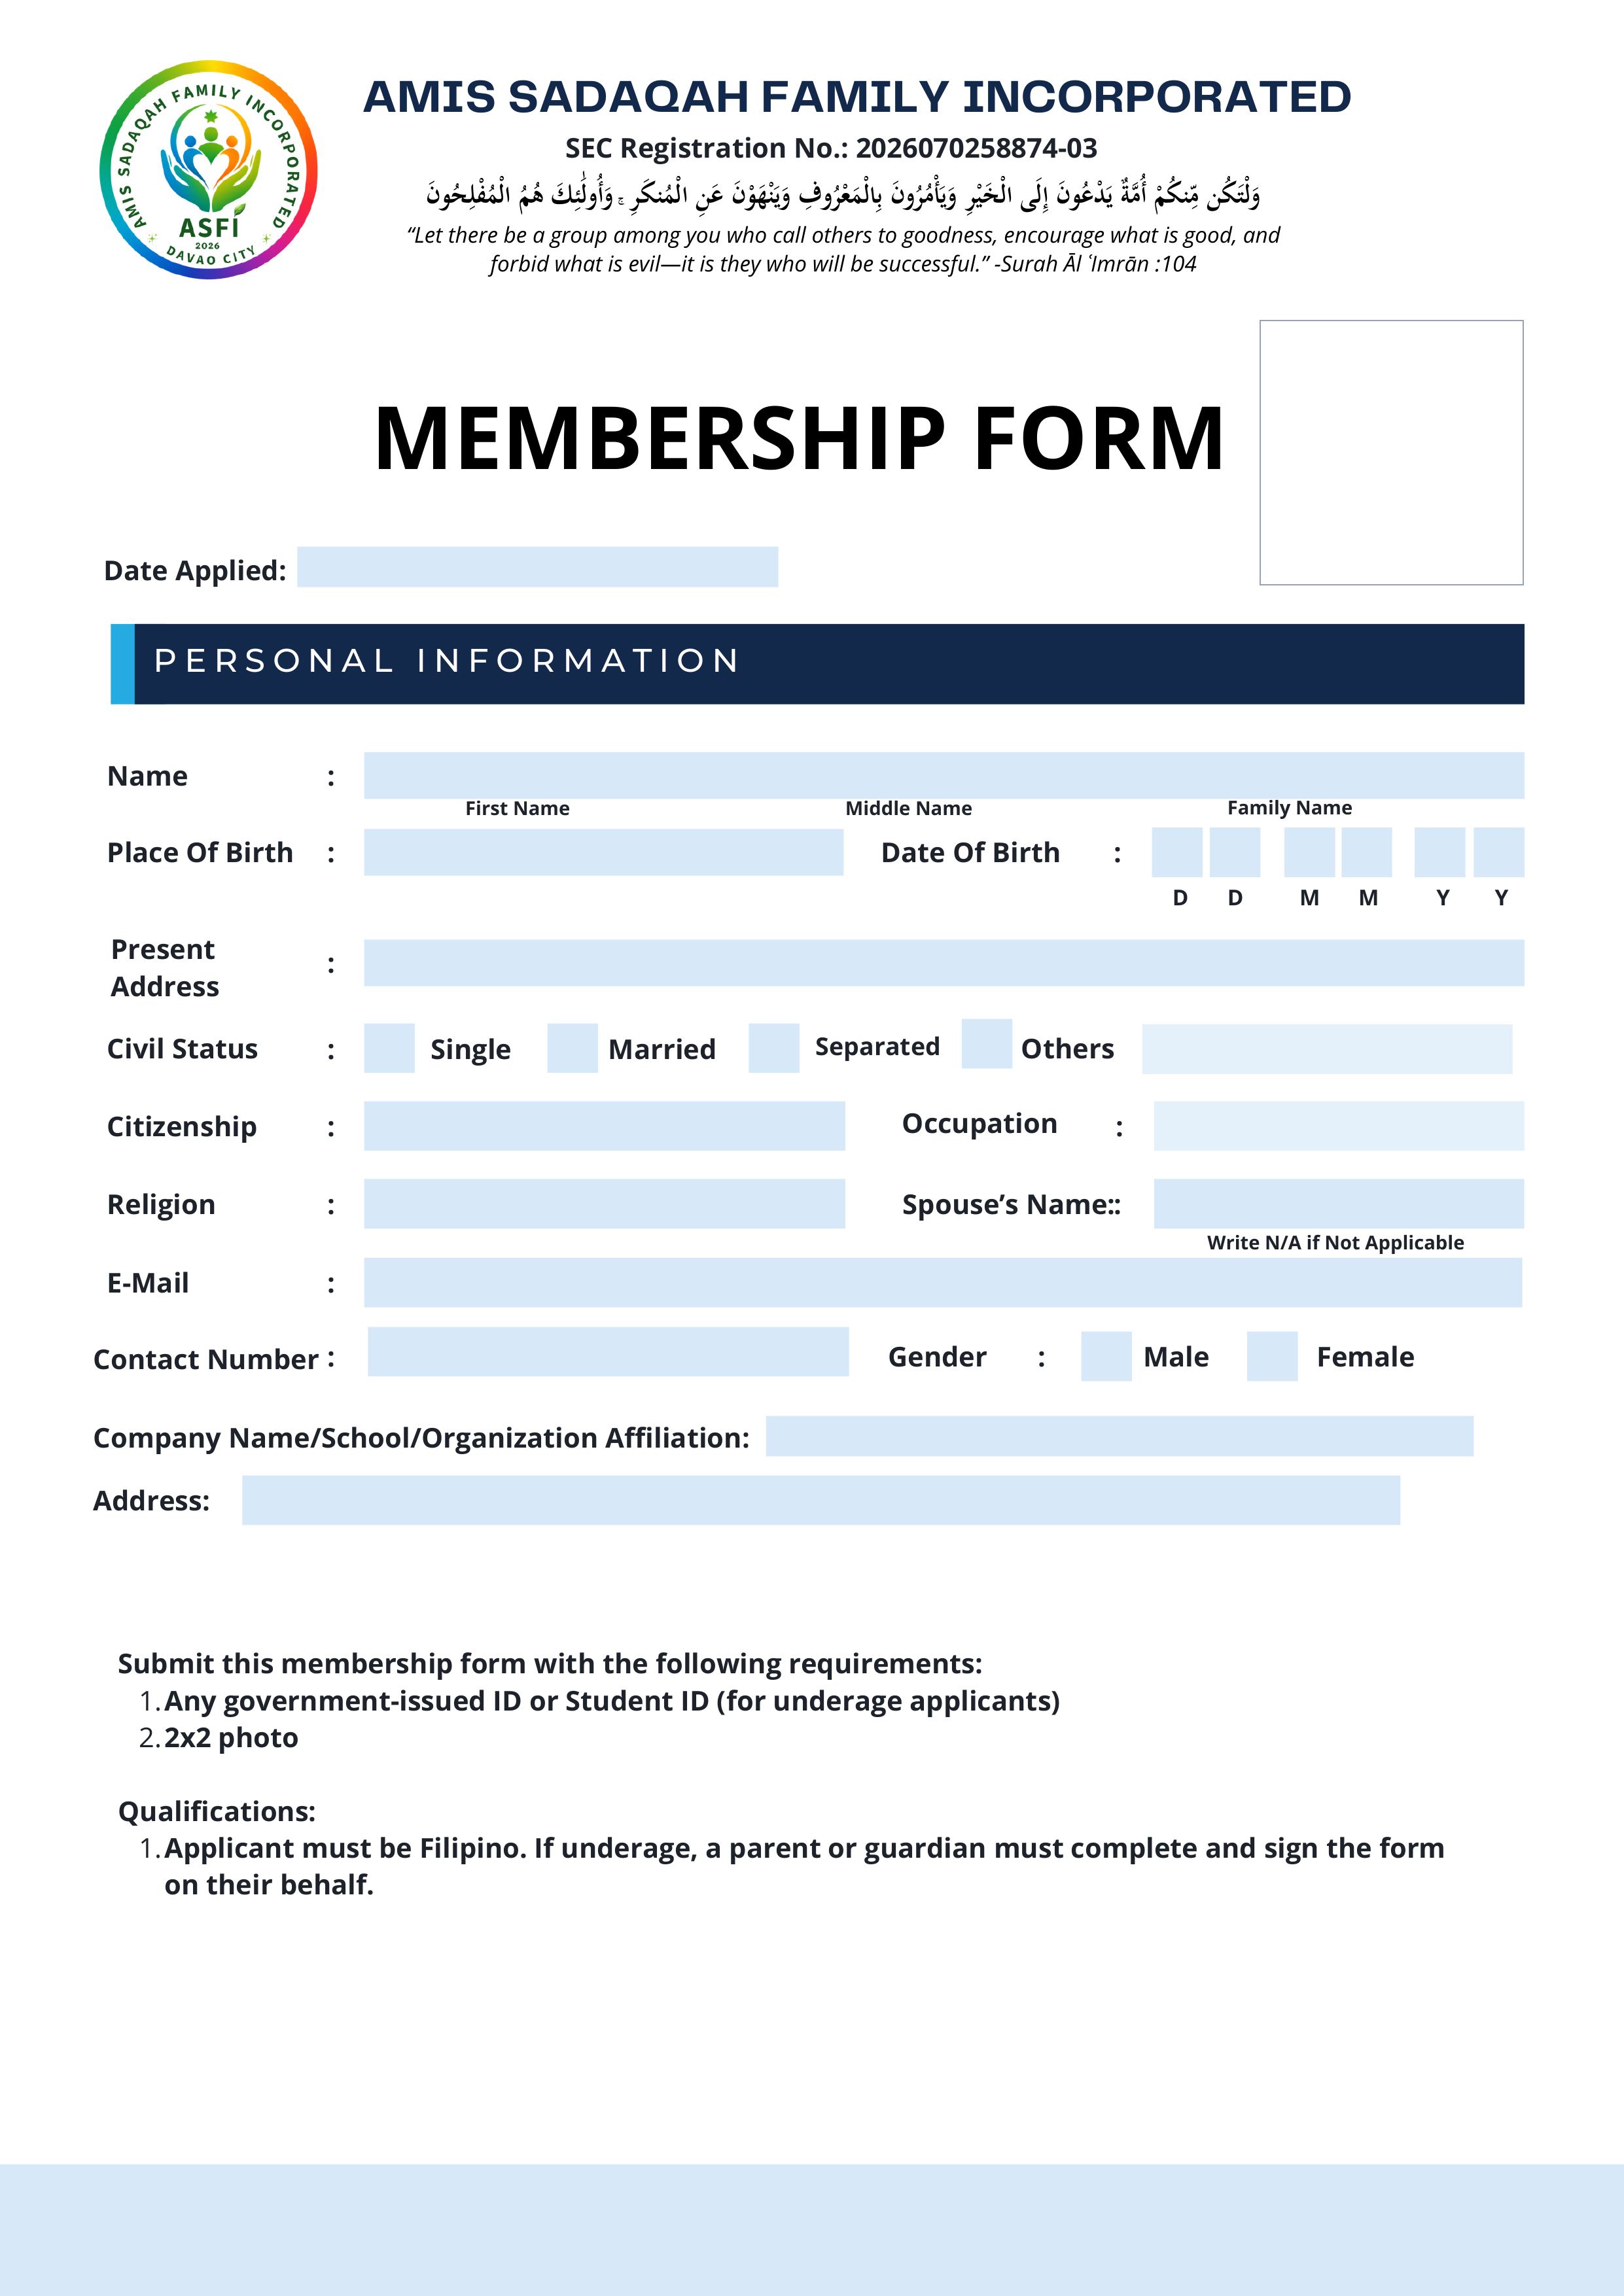 AMIS SADAQAH FAMILY INCORPORATED
ASFI
2026
DAVAO CITY
AMIS SADAQAH FAMILY INCORPORATED
SEC Registration No.: 2026070258874-03
وَلْتَكُن مِّنكُمْ أُمَّةٌ يَدْعُونَ إِلَى الْخَيْرِ وَيَأْمُرُونَ بِالْمَعْرُوفِ وَيَنْهَوْنَ عَنِ الْمُنكَرِ ۚ وَأُولَٰئِكَ هُمُ الْمُفْلِحُونَ
“Let there be a group among you who call others to goodness, encourage what is good, and
forbid what is evil—it is they who will be successful.” -Surah Āl ʿImrān :104
MEMBERSHIP FORM
Date Applied:
PERSONAL INFORMATION
Name :
First Name Middle Name Family Name
Place Of Birth : Date Of Birth :
D D M M Y Y
Present
Address :
Civil Status : Single Married Separated Others
Citizenship : Occupation :
Religion : Spouse’s Name::
Write N/A if Not Applicable
E-Mail :
Contact Number : Gender : Male Female
Company Name/School/Organization Affiliation:
Address:
Submit this membership form with the following requirements:
1. Any government-issued ID or Student ID (for underage applicants)
2. 2x2 photo
Qualifications:
1. Applicant must be Filipino. If underage, a parent or guardian must complete and sign the form
on their behalf.